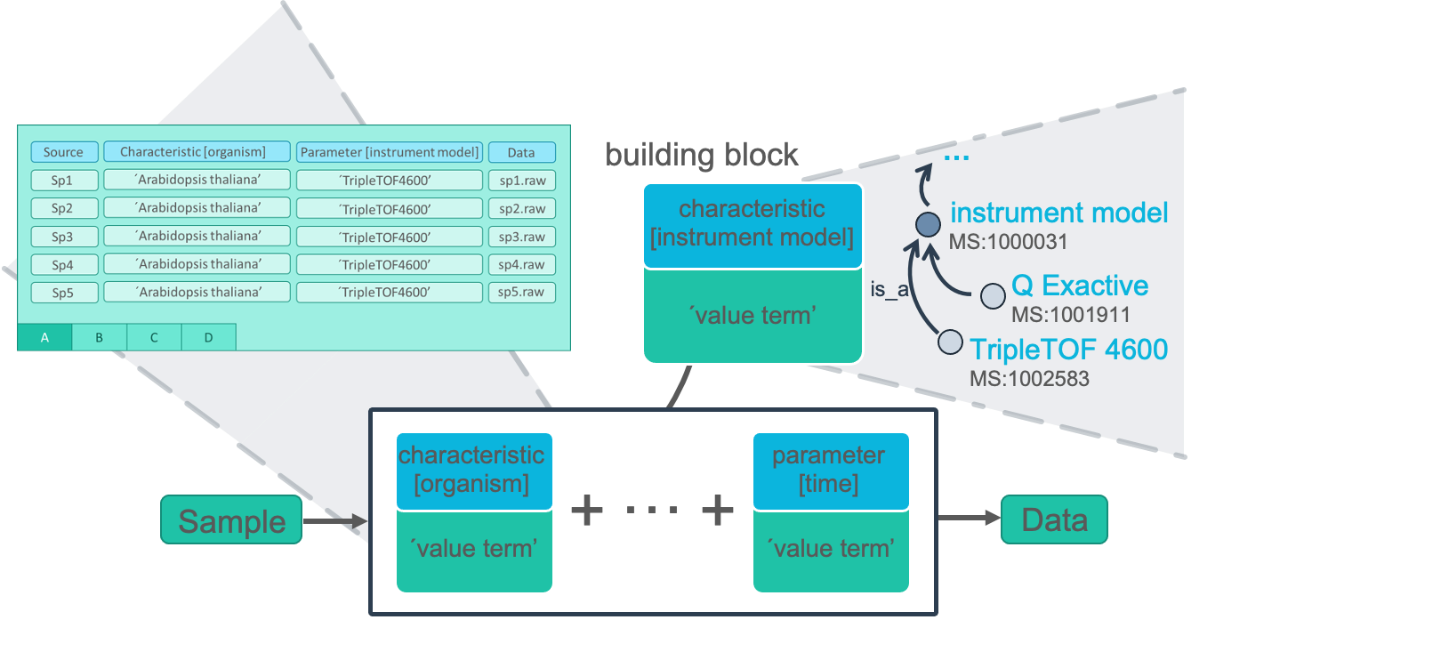 Source Characteristic [organism] Parameter [instrument model] Data
Sp1 ´Arabidopsis thaliana’ ´TripleTOF4600’ sp1.raw
Sp2 ´Arabidopsis thaliana’ ´TripleTOF4600’ sp2.raw
Sp3 ´Arabidopsis thaliana’ ´TripleTOF4600’ sp3.raw
Sp4 ´Arabidopsis thaliana’ ´TripleTOF4600’ sp4.raw
Sp5 ´Arabidopsis thaliana’ ´TripleTOF4600’ sp5.raw
A B C D
building block
characteristic
[instrument model]
´value term’
...
instrument model
MS:1000031
is_a
Q Exactive
MS:1001911
TripleTOF 4600
MS:1002583
Sample
characteristic
[organism]
´value term’
+ ... +
parameter
[time]
´value term’
Data